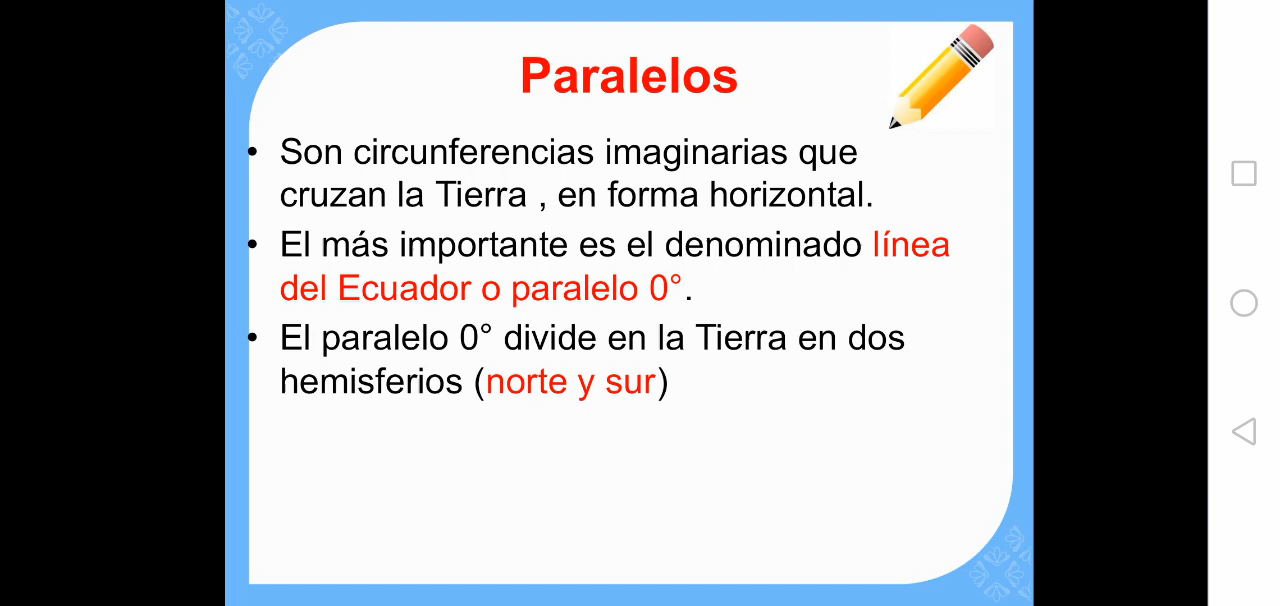 Paralelos
• Son circunferencias imaginarias que
cruzan la Tierra , en forma horizontal.
• El más importante es el denominado línea
del Ecuador o paralelo 0°.
• El paralelo 0° divide en la Tierra en dos
hemisferios (norte y sur)